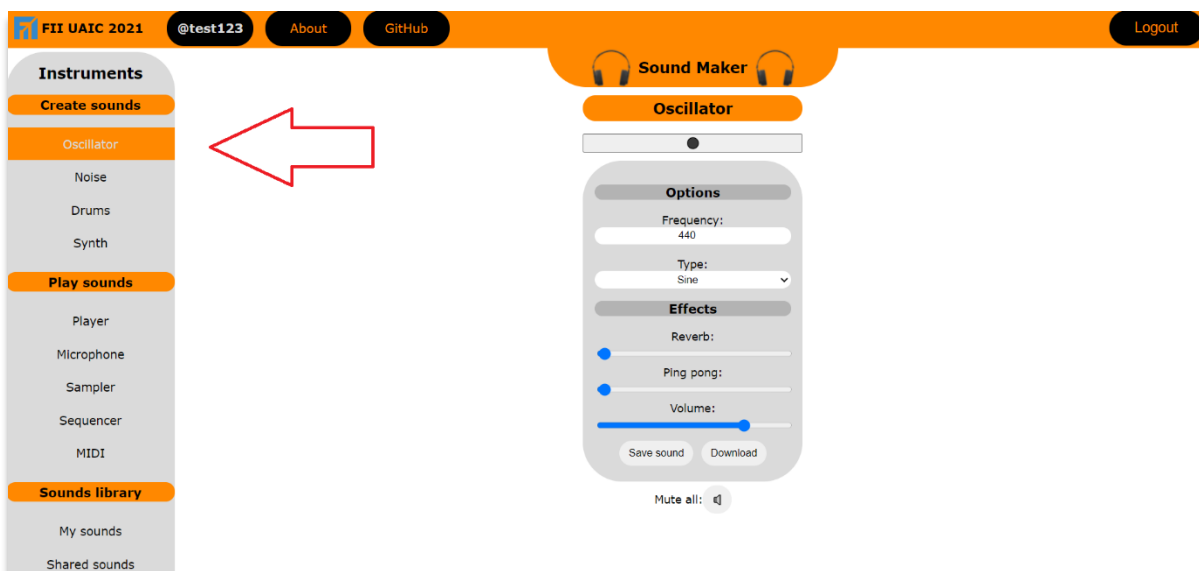 FII UAIC 2021
@test123
About
GitHub
Logout
Instruments
Create sounds
Oscillator
Noise
Drums
Synth
Play sounds
Player
Microphone
Sampler
Sequencer
MIDI
Sounds library
My sounds
Shared sounds
Sound Maker
Oscillator
Options
Frequency:
440
Type:
Sine
Effects
Reverb:
Ping pong:
Volume:
Save sound
Download
Mute all: